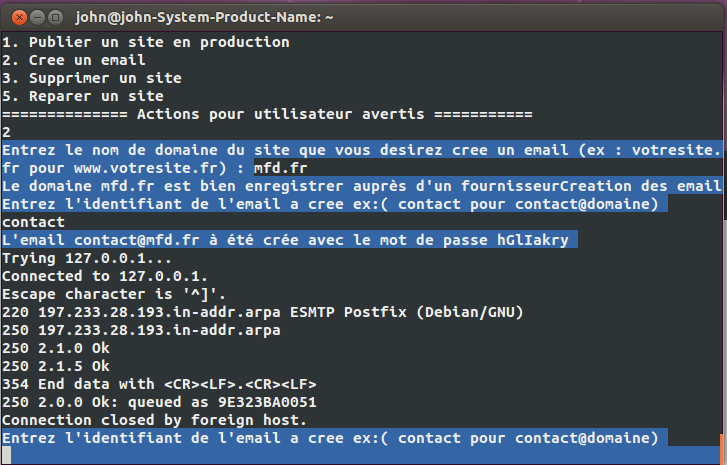 john@john-System-Product-Name: ~
1. Publier un site en production
2. Cree un email
3. Supprimer un site
5. Reparer un site
============== Actions pour utilisateur avertis ===========
2
Entrez le nom de domaine du site que vous desirez cree un email (ex : votresite.
fr pour www.votresite.fr) : mfd.fr
Le domaine mfd.fr est bien enregistrer auprès d'un fournisseurCreation des email
Entrez l'identifiant de l'email a cree ex:( contact pour contact@domaine)
contact
L'email contact@mfd.fr à été crée avec le mot de passe hGlIakry
Trying 127.0.0.1...
Connected to 127.0.0.1.
Escape character is '^]'.
220 197.233.28.193.in-addr.arpa ESMTP Postfix (Debian/GNU)
250 197.233.28.193.in-addr.arpa
250 2.1.0 Ok
250 2.1.5 Ok
354 End data with <CR><LF>.<CR><LF>
250 2.0.0 Ok: queued as 9E323BA0051
Connection closed by foreign host.
Entrez l'identifiant de l'email a cree ex:( contact pour contact@domaine)